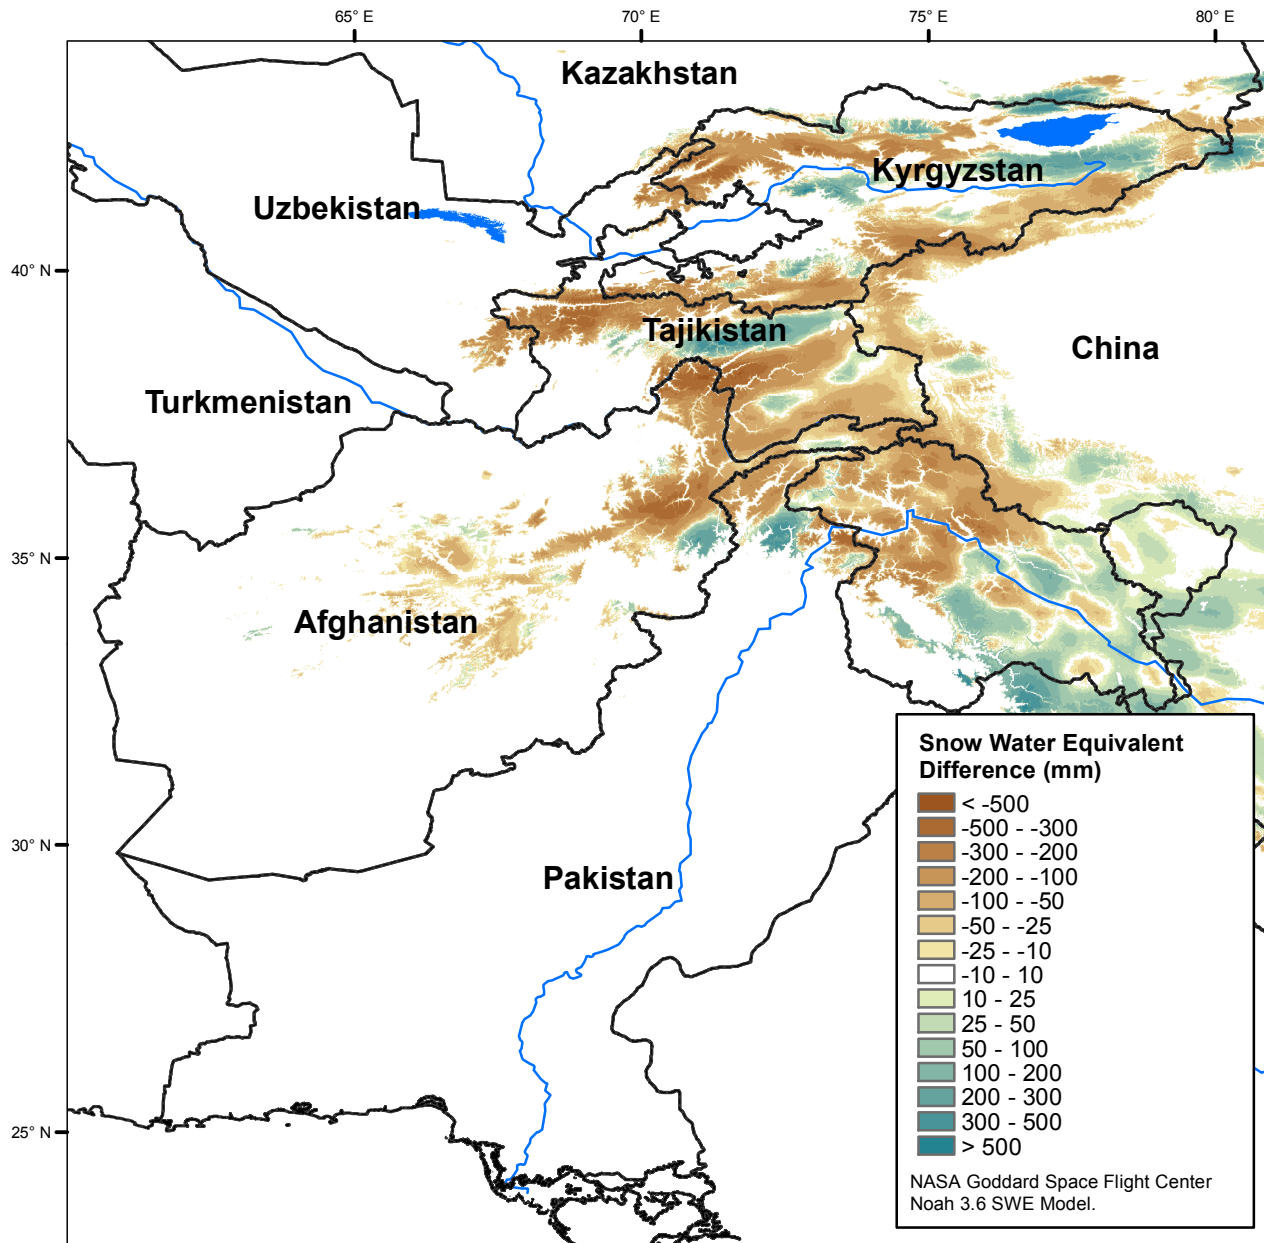 65° E 70° E 75° E 80° E
Kazakhstan
Kyrgyzstan
Uzbekistan
40° N
Tajikistan
China
Turkmenistan
35° N
Afghanistan
Snow Water Equivalent
Difference (mm)
< -500
-500 - -300
-300 - -200
-200 - -100
-100 - -50
-50 - -25
-25 - -10
-10 - 10
10 - 25
25 - 50
50 - 100
100 - 200
200 - 300
300 - 500
> 500
NASA Goddard Space Flight Center
Noah 3.6 SWE Model.
30° N
Pakistan
25° N